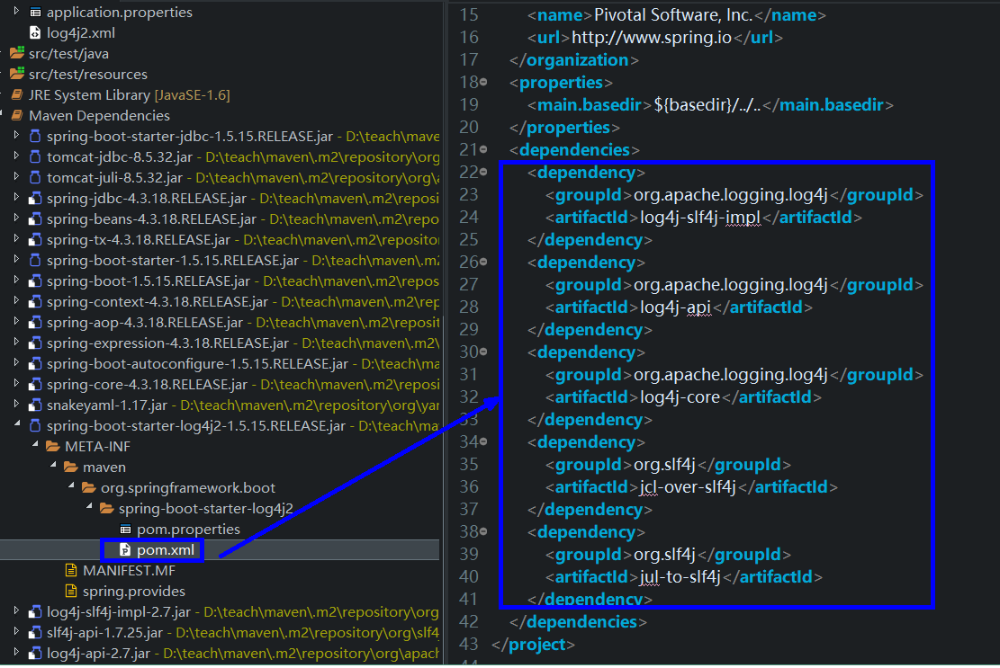 application.properties
log4j2.xml
src/test/java
src/test/resources
JRE System Library [JavaSE-1.6]
Maven Dependencies
spring-boot-starter-jdbc-1.5.15.RELEASE.jar - D:\teach\mave
tomcat-jdbc-8.5.32.jar - D:\teach\maven\.m2\repository\org
tomcat-juli-8.5.32.jar - D:\teach\maven\.m2\repository\org\a
spring-jdbc-4.3.18.RELEASE.jar - D:\teach\maven\.m2\reposi
spring-beans-4.3.18.RELEASE.jar - D:\teach\maven\.m2\repo
spring-tx-4.3.18.RELEASE.jar - D:\teach\maven\.m2\repositor
spring-boot-starter-1.5.15.RELEASE.jar - D:\teach\maven\.m2
spring-boot-1.5.15.RELEASE.jar - D:\teach\maven\.m2\repos
spring-context-4.3.18.RELEASE.jar - D:\teach\maven\.m2\rep
spring-aop-4.3.18.RELEASE.jar - D:\teach\maven\.m2\reposit
spring-expression-4.3.18.RELEASE.jar - D:\teach\maven\.m2\
spring-boot-autoconfigure-1.5.15.RELEASE.jar - D:\teach\ma
spring-core-4.3.18.RELEASE.jar - D:\teach\maven\.m2\reposi
snakeyaml-1.17.jar - D:\teach\maven\.m2\repository\org\yar
spring-boot-starter-log4j2-1.5.15.RELEASE.jar - D:\teach\ma
META-INF
maven
org.springframework.boot
spring-boot-starter-log4j2
pom.properties
pom.xml
MANIFEST.MF
spring.provides
log4j-slf4j-impl-2.7.jar - D:\teach\maven\.m2\repository\org
slf4j-api-1.7.25.jar - D:\teach\maven\.m2\repository\org\slf4
log4j-api-2.7.jar - D:\teach\maven\.m2\repository\org\apach
15 <name>Pivotal Software, Inc.</name>
16 <url>http://www.spring.io</url>
17 </organization>
18 <properties>
19 <main.basedir>${basedir}/../..</main.basedir>
20 </properties>
21 <dependencies>
22 <dependency>
23 <groupId>org.apache.logging.log4j</groupId>
24 <artifactId>log4j-slf4j-impl</artifactId>
25 </dependency>
26 <dependency>
27 <groupId>org.apache.logging.log4j</groupId>
28 <artifactId>log4j-api</artifactId>
29 </dependency>
30 <dependency>
31 <groupId>org.apache.logging.log4j</groupId>
32 <artifactId>log4j-core</artifactId>
33 </dependency>
34 <dependency>
35 <groupId>org.slf4j</groupId>
36 <artifactId>jcl-over-slf4j</artifactId>
37 </dependency>
38 <dependency>
39 <groupId>org.slf4j</groupId>
40 <artifactId>jul-to-slf4j</artifactId>
41 </dependency>
42 </dependencies>
43 </project>